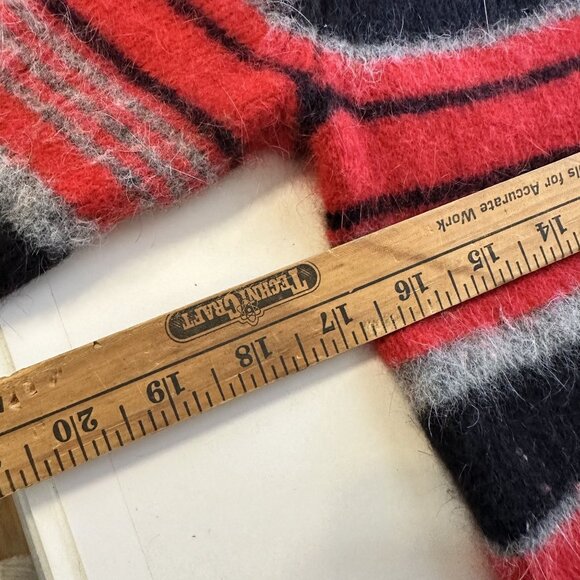 ls for Accurate Work
TECHNI CRAFT
14 15 16 17 18 19 20